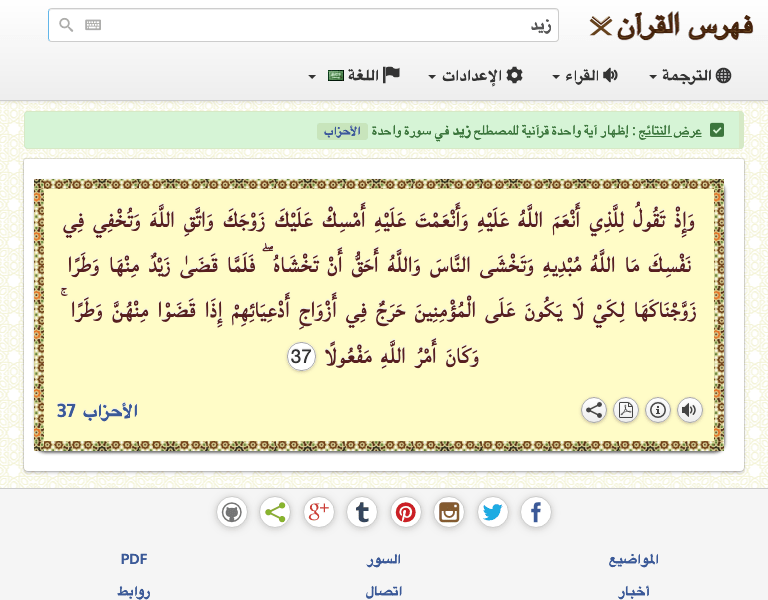 فهرس القرآن
زيد
الترجمة
القراء
الإعدادات
اللغة
عرض النتائج : إظهار آية واحدة قرآنية للمصطلح زيد في سورة واحدة الأحزاب
وَإِذْ تَقُولُ لِلَّذِي أَنْعَمَ اللَّهُ عَلَيْهِ وَأَنْعَمْتَ عَلَيْهِ أَمْسِكْ عَلَيْكَ زَوْجَكَ وَاتَّقِ اللَّهَ وَتُخْفِي فِي
نَفْسِكَ مَا اللَّهُ مُبْدِيهِ وَتَخْشَى النَّاسَ وَاللَّهُ أَحَقُّ أَنْ تَخْشَاهُ ۖ فَلَمَّا قَضَىٰ زَيْدٌ مِنْهَا وَطَرًا
زَوَّجْنَاكَهَا لِكَيْ لَا يَكُونَ عَلَى الْمُؤْمِنِينَ حَرَجٌ فِي أَزْوَاجِ أَدْعِيَائِهِمْ إِذَا قَضَوْا مِنْهُنَّ وَطَرًا ۚ
وَكَانَ أَمْرُ اللَّهِ مَفْعُولًا 37
الأحزاب 37
المواضيع السور PDF
أخبار اتصال روابط